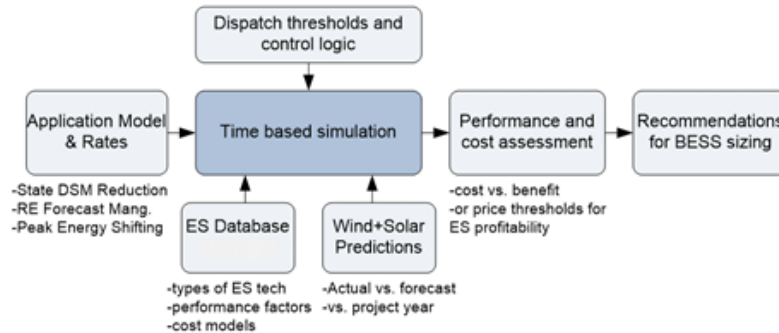 Dispatch thresholds and
control logic
Application Model
& Rates
Time based simulation
Performance and
cost assessment
Recommendations
for BESS sizing
-State DSM Reduction
-RE Forecast Mang.
-Peak Energy Shifting
ES Database
Wind+Solar
Predictions
-cost vs. benefit
-or price thresholds for
ES profitability
-types of ES tech
-performance factors
-cost models
-Actual vs. forecast
-vs. project year